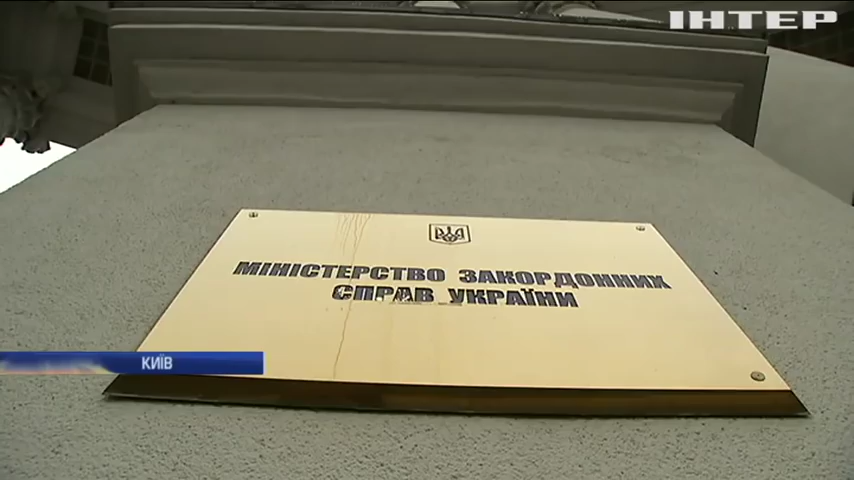 ІНТЕР
МІНІСТЕРСТВО ЗАКОРДОННИХ
СПРАВ УКРАЇНИ
КИЇВ